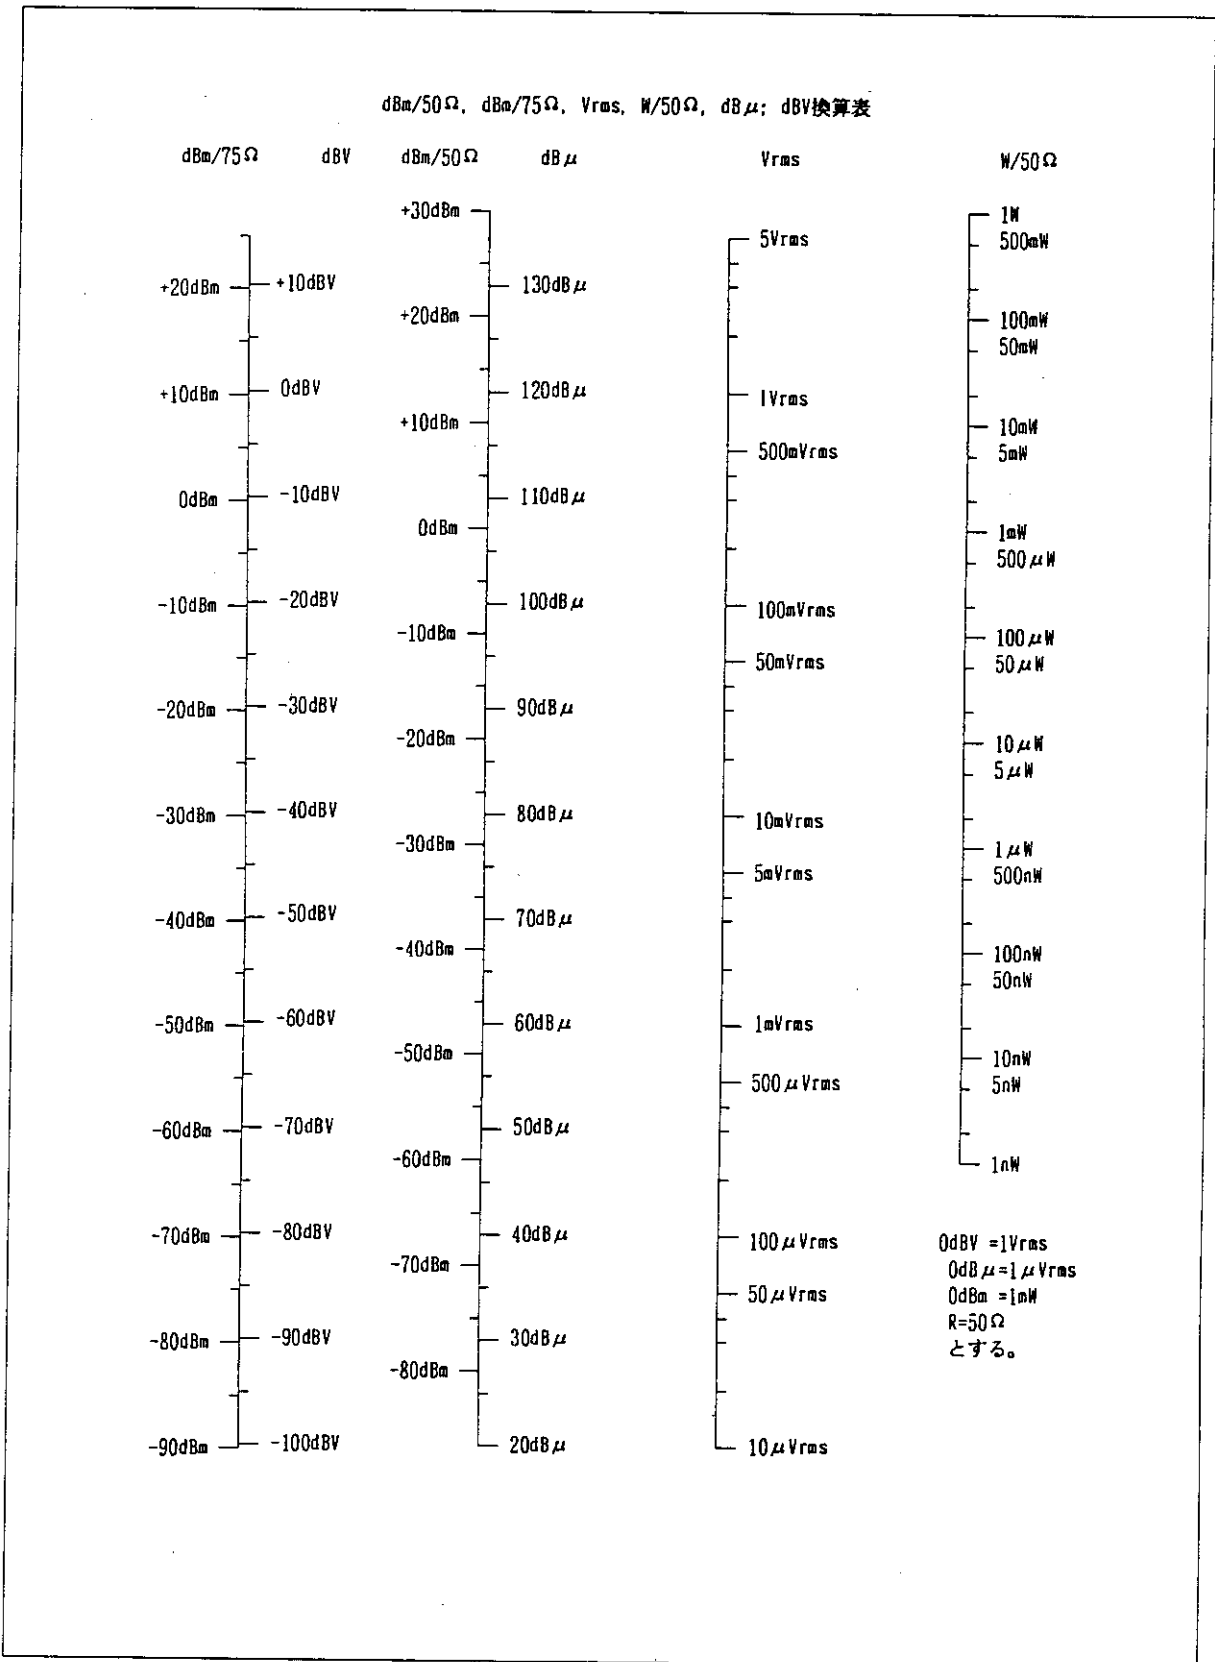 dBm/50Ω, dBm/75Ω, Vrms, W/50Ω, dBμ; dBV換算表
dBm/75Ω dBV dBm/50Ω dBμ Vrms W/50Ω
+20dBm
+10dBm
0dBm
-10dBm
-20dBm
-30dBm
-40dBm
-50dBm
-60dBm
-70dBm
-80dBm
-90dBm
+10dBV
0dBV
-10dBV
-20dBV
-30dBV
-40dBV
-50dBV
-60dBV
-70dBV
-80dBV
-90dBV
-100dBV
+30dBm
+20dBm
+10dBm
0dBm
-10dBm
-20dBm
-30dBm
-40dBm
-50dBm
-60dBm
-70dBm
-80dBm
130dBμ
120dBμ
110dBμ
100dBμ
90dBμ
80dBμ
70dBμ
60dBμ
50dBμ
40dBμ
30dBμ
20dBμ
5Vrms
1Vrms
500mVrms
100mVrms
50mVrms
10mVrms
5mVrms
1mVrms
500μVrms
100μVrms
50μVrms
10μVrms
1W
500mW
100mW
50mW
10mW
5mW
1mW
500μW
100μW
50μW
10μW
5μW
1μW
500nW
100nW
50nW
10nW
5nW
1nW
0dBV =1Vrms
0dBμ=1μVrms
0dBm =1mW
R=50Ω
とする。